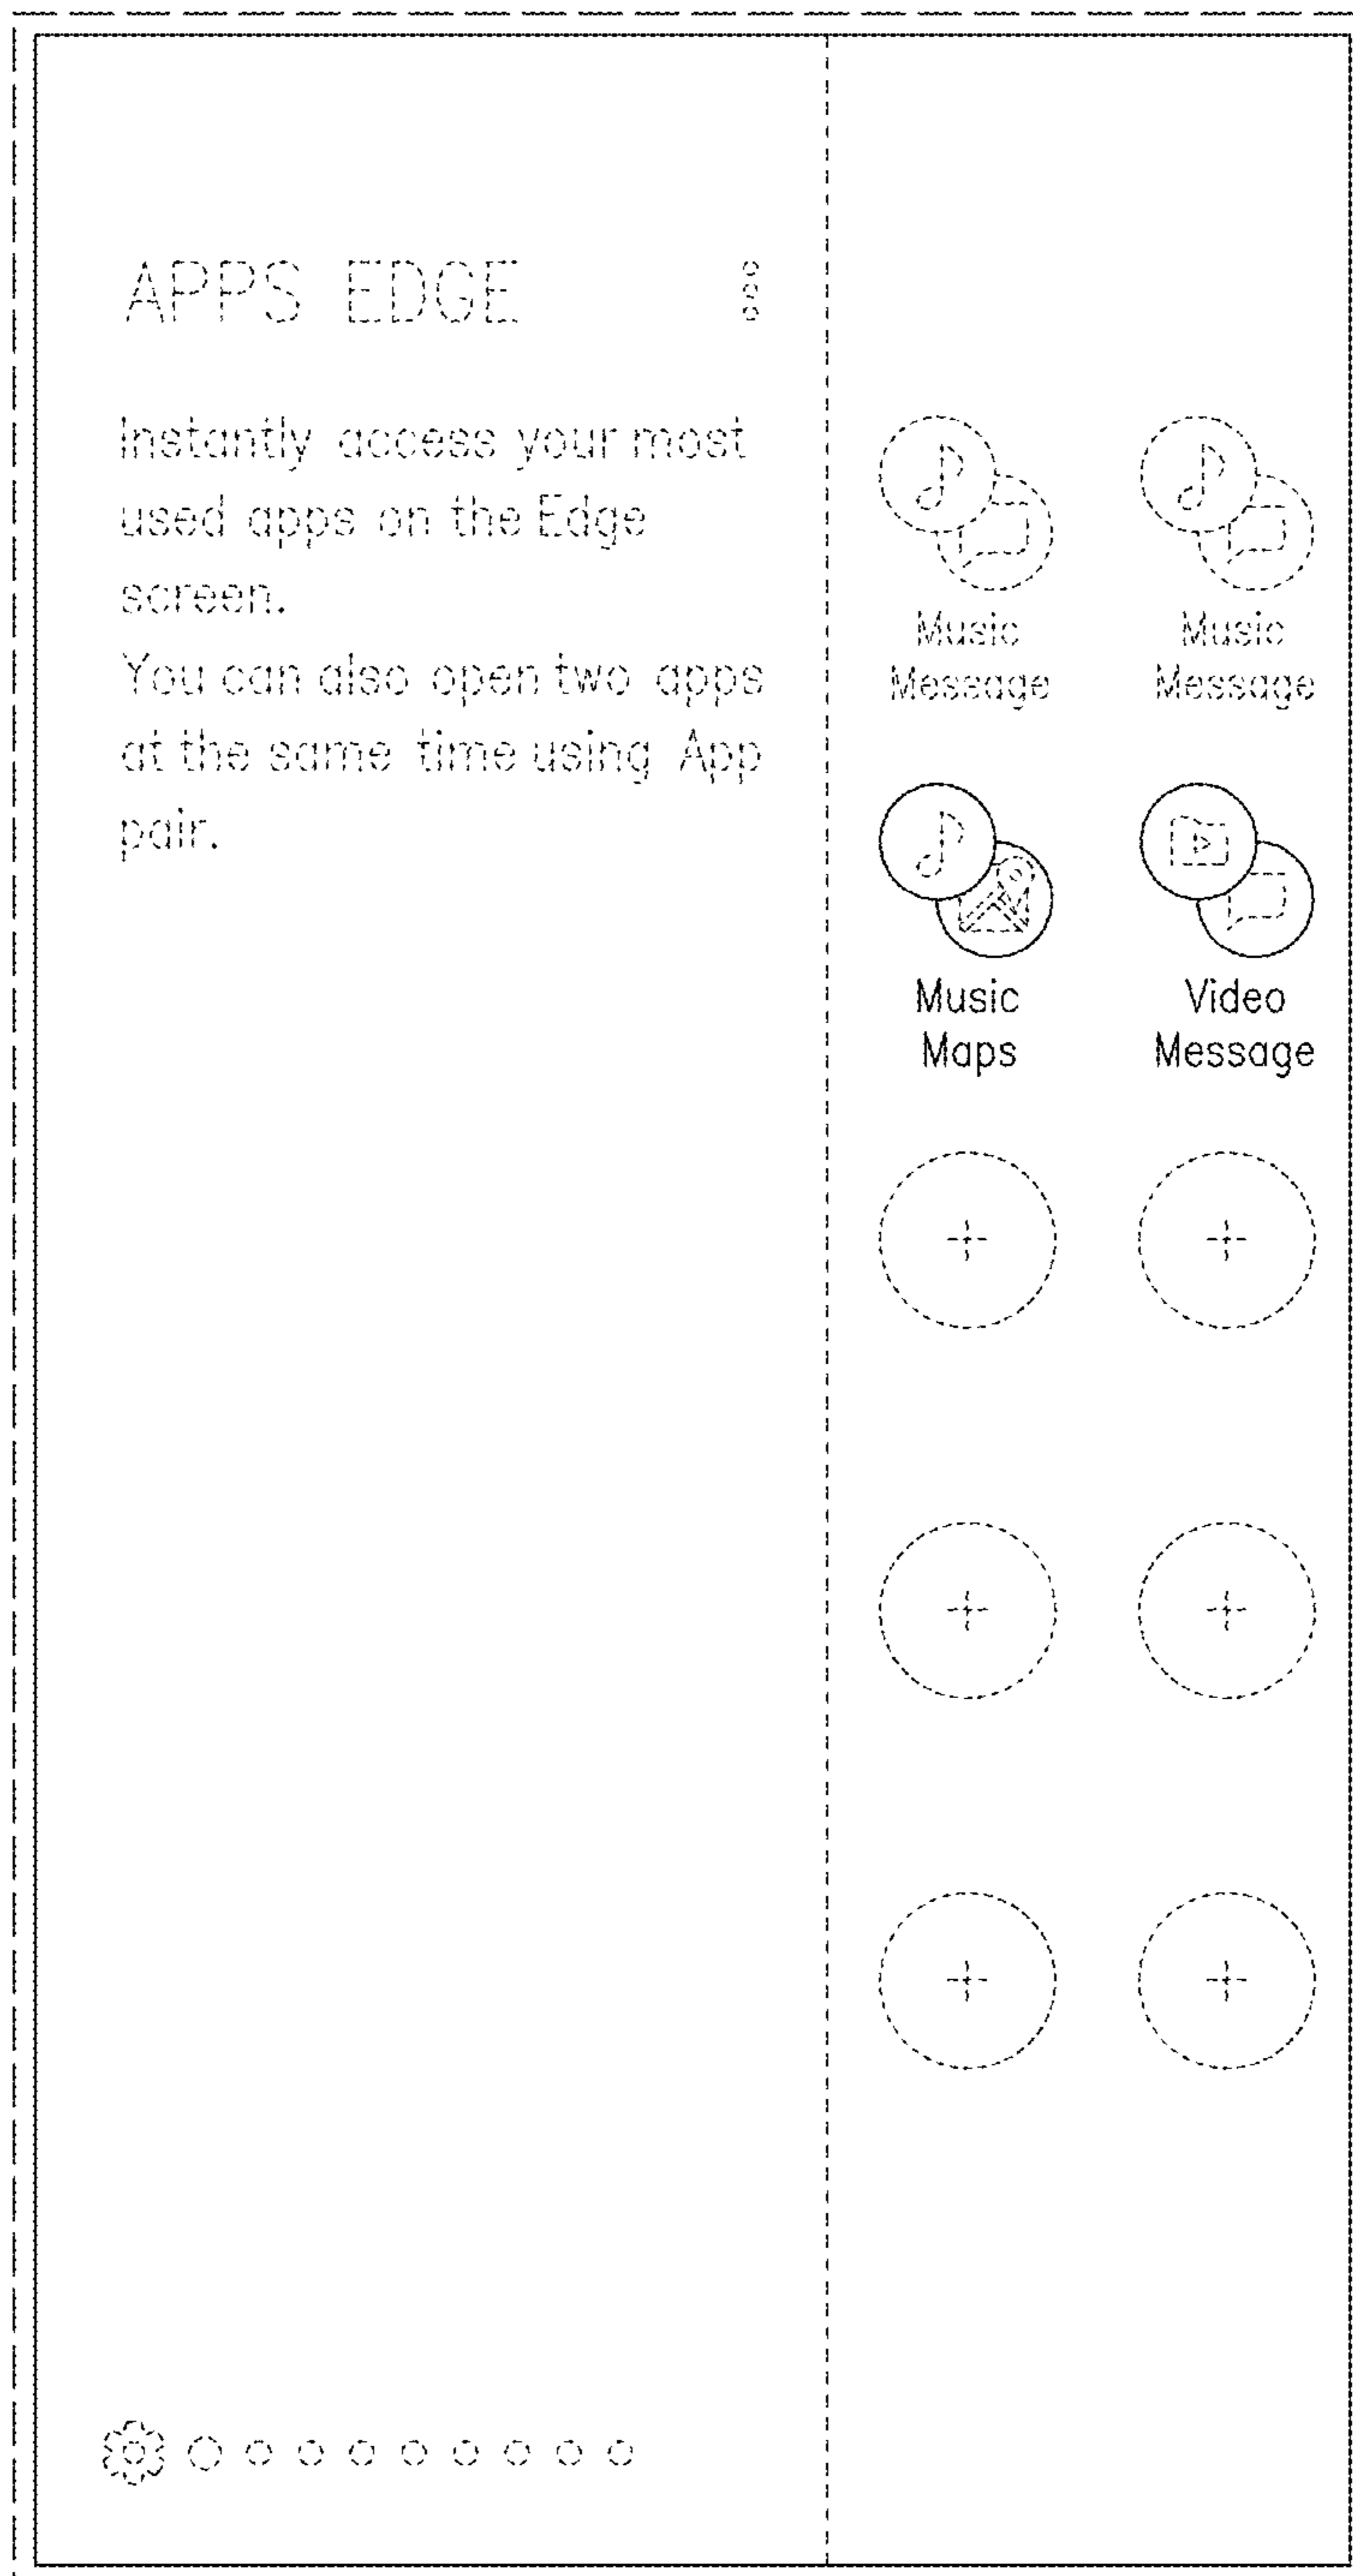 APPS EDGE
Instantly access your most
used apps on the Edge
screen.
You can also open two apps
at the same time using App
pair.
Music
Message
Music
Message
Music
Maps
Video
Message